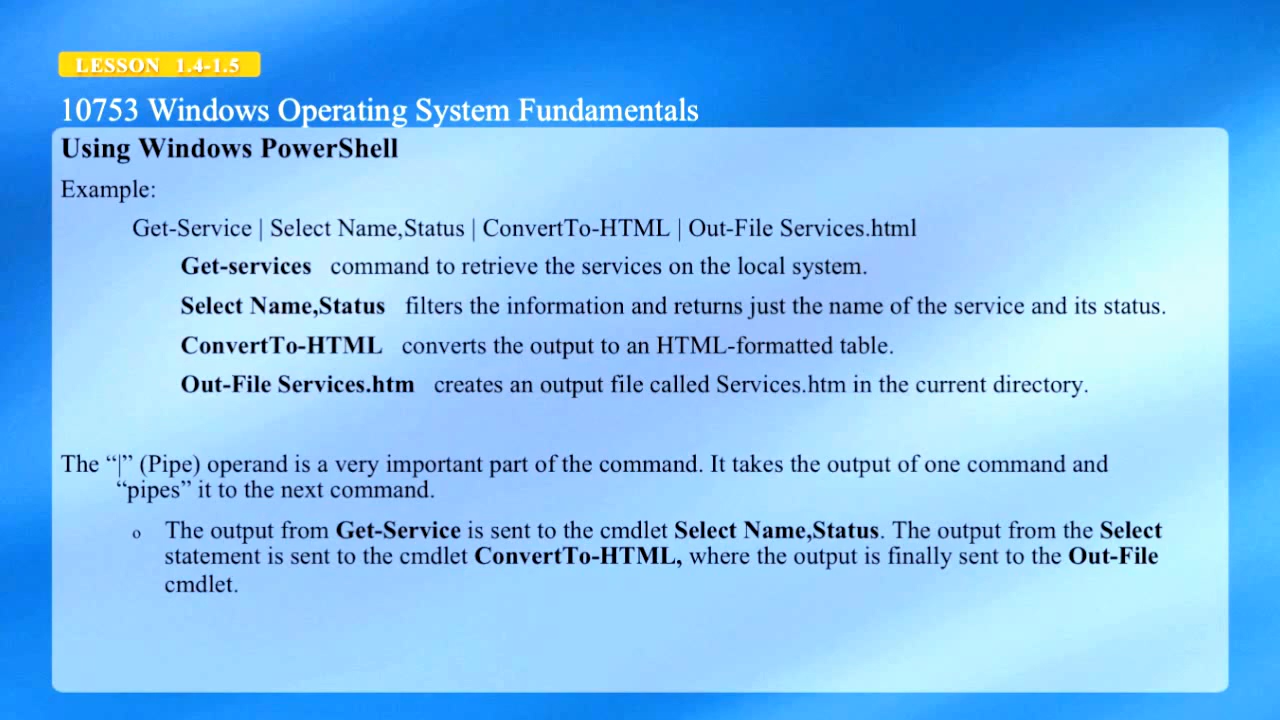 LESSON 1.4-1.5
10753 Windows Operating System Fundamentals
Using Windows PowerShell
Example:
Get-Service | Select Name,Status | ConvertTo-HTML | Out-File Services.html
Get-services command to retrieve the services on the local system.
Select Name,Status filters the information and returns just the name of the service and its status.
ConvertTo-HTML converts the output to an HTML-formatted table.
Out-File Services.htm creates an output file called Services.htm in the current directory.
The “|” (Pipe) operand is a very important part of the command. It takes the output of one command and
“pipes” it to the next command.
o The output from Get-Service is sent to the cmdlet Select Name,Status. The output from the Select
statement is sent to the cmdlet ConvertTo-HTML, where the output is finally sent to the Out-File
cmdlet.